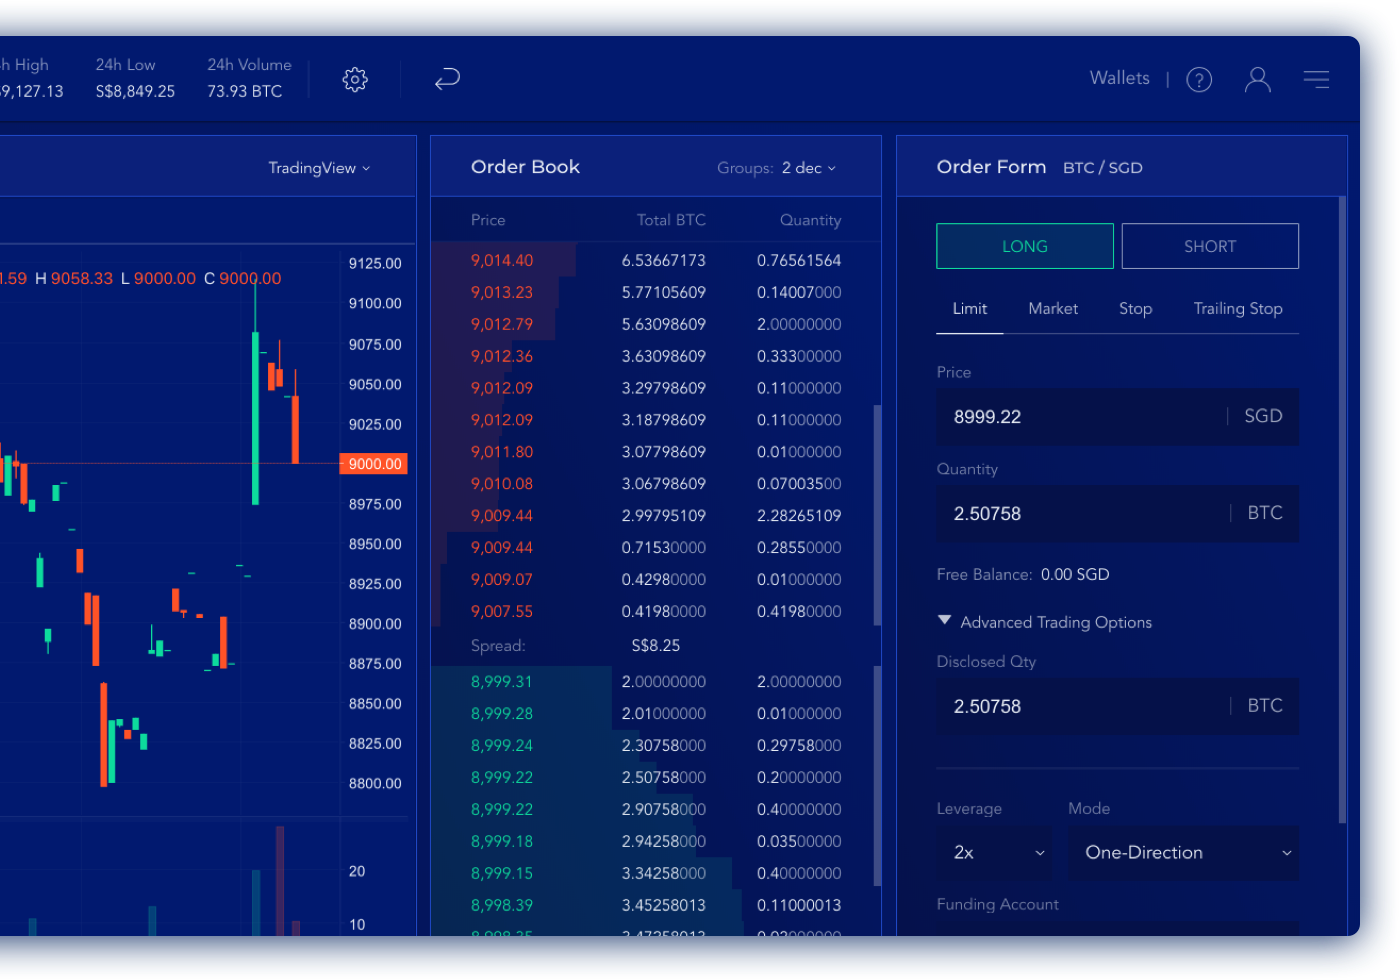 h High 24h Low 24h Volume
9,127.13 S$8,849.25 73.93 BTC
Wallets | ?
TradingView
1.59 H 9058.33 L 9000.00 C 9000.00
9125.00
9100.00
9075.00
9050.00
9025.00
9000.00
8975.00
8950.00
8925.00
8900.00
8875.00
8850.00
8825.00
8800.00
20
10
Order Book Groups: 2 dec
Price Total BTC Quantity
9,014.40 6.53667173 0.76561564
9,013.23 5.77105609 0.14007000
9,012.79 5.63098609 2.00000000
9,012.36 3.63098609 0.33300000
9,012.09 3.29798609 0.11000000
9,012.09 3.18798609 0.11000000
9,011.80 3.07798609 0.01000000
9,010.08 3.06798609 0.07003500
9,009.44 2.99795109 2.28265109
9,009.44 0.71530000 0.28550000
9,009.07 0.42980000 0.01000000
9,007.55 0.41980000 0.41980000
Spread: S$8.25
8,999.31 2.00000000 2.00000000
8,999.28 2.01000000 0.01000000
8,999.24 2.30758000 0.29758000
8,999.22 2.50758000 0.20000000
8,999.22 2.90758000 0.40000000
8,999.18 2.94258000 0.03500000
8,999.15 3.34258000 0.40000000
8,998.39 3.45258013 0.11000013
8,998.35 3.47258013 0.02000000
Order Form BTC / SGD
LONG SHORT
Limit Market Stop Trailing Stop
Price
8999.22 SGD
Quantity
2.50758 BTC
Free Balance: 0.00 SGD
Advanced Trading Options
Disclosed Qty
2.50758 BTC
Leverage Mode
2x One-Direction
Funding Account